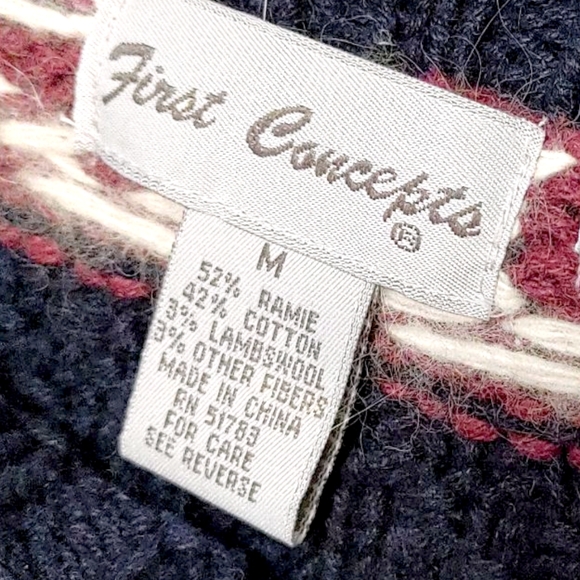 First Concepts
®
M
52% RAMIE
42% COTTON
3% LAMBSWOOL
3% OTHER FIBERS
MADE IN CHINA
RN 51783
FOR CARE
SEE REVERSE